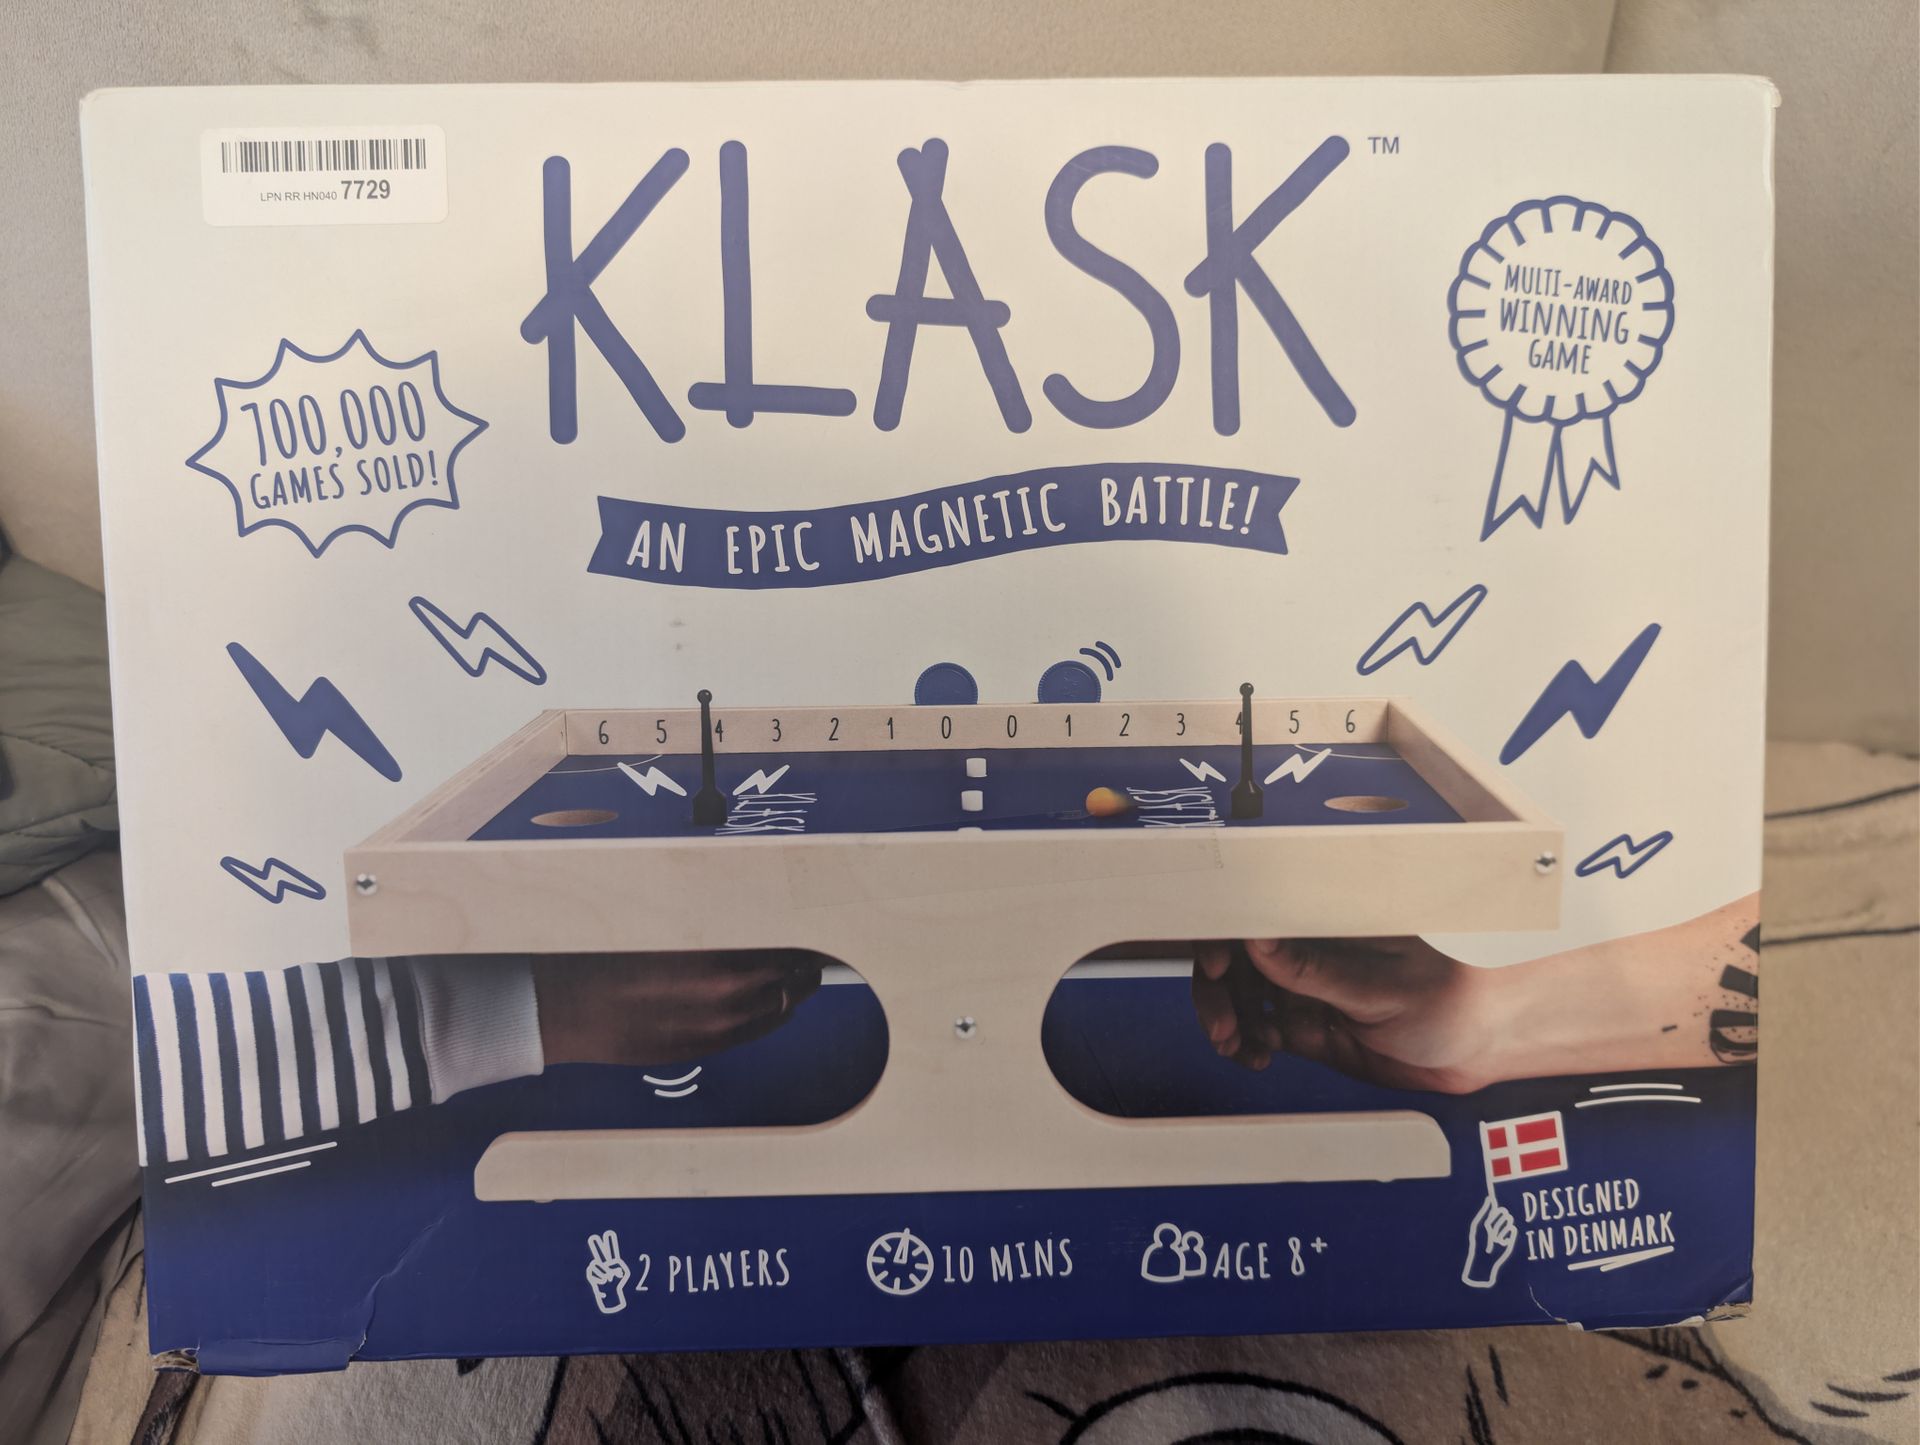 LPN RR HN040 7729
KLASK™
MULTI-AWARD
WINNING
GAME
700,000
GAMES SOLD!
AN EPIC MAGNETIC BATTLE!
6 5 4 3 2 1 0 0 1 2 3 4 5 6
KLASK
KLASK
2 PLAYERS
10 MINS
AGE 8+
DESIGNED
IN DENMARK